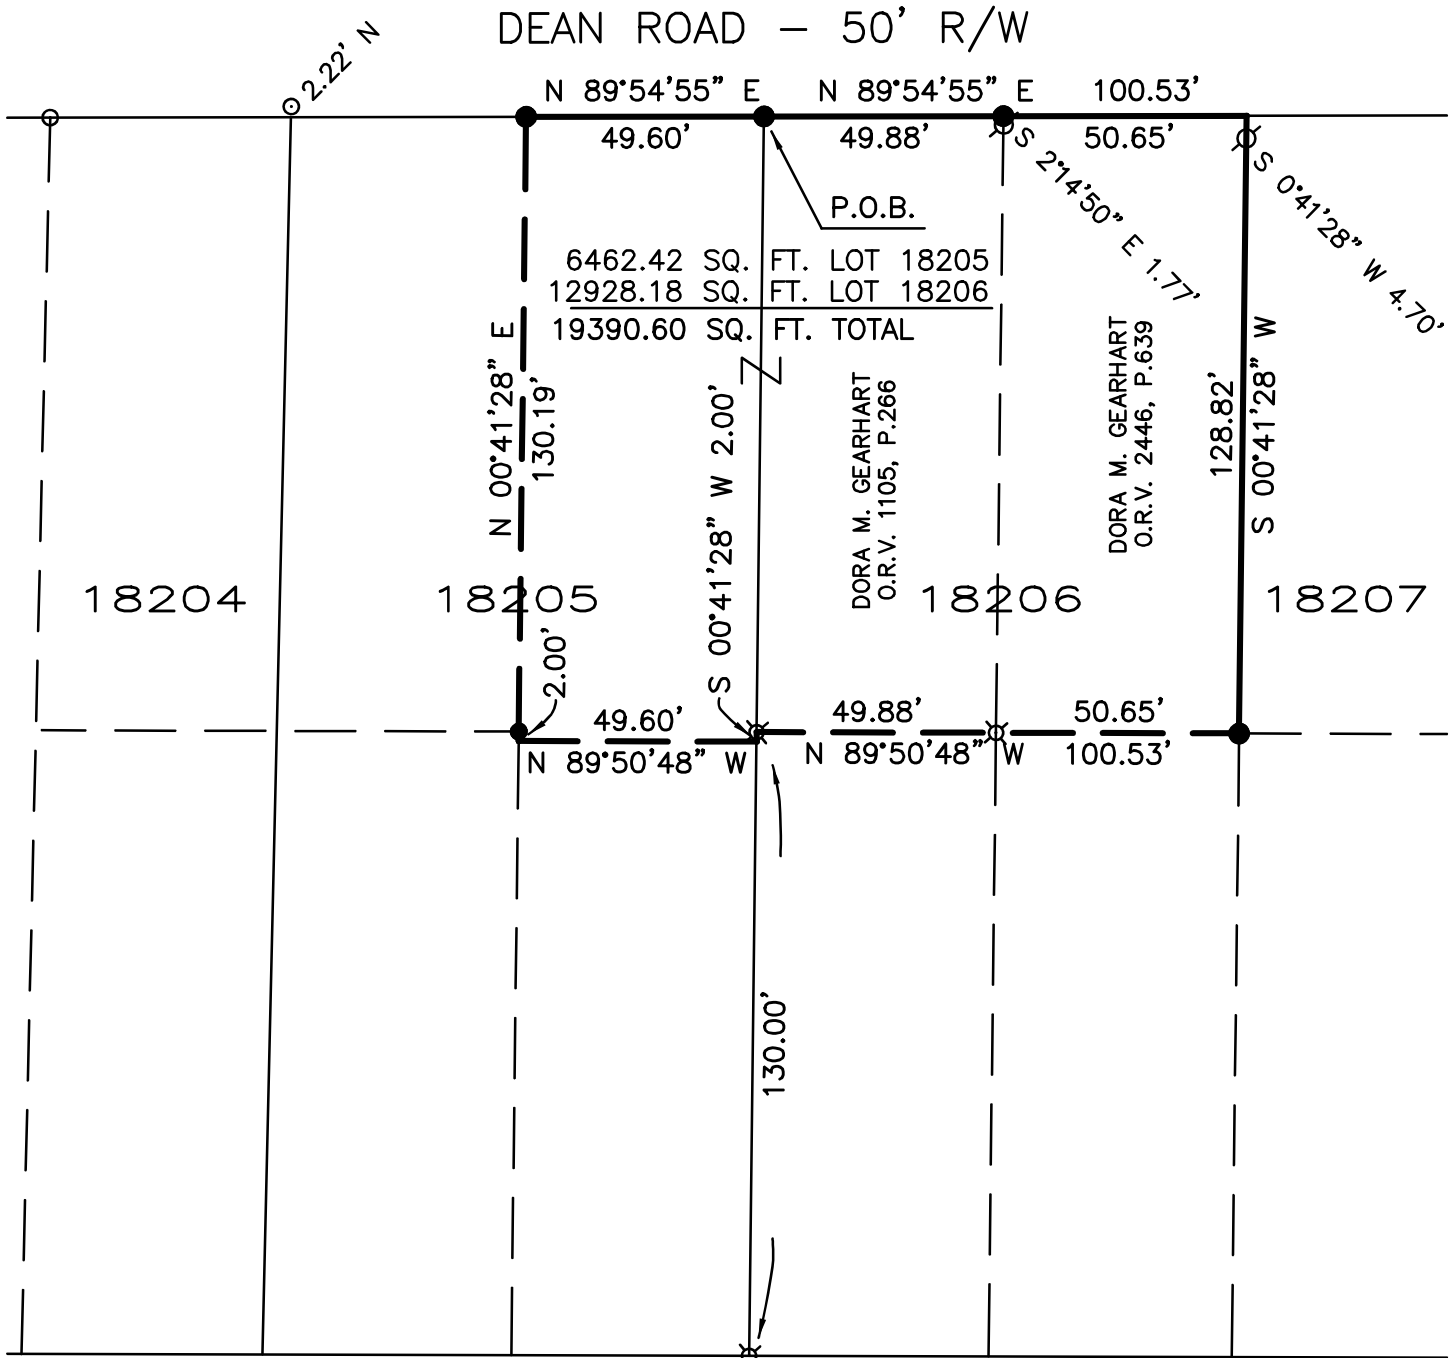 DEAN ROAD - 50' R/W
2.22' N
N 89°54'55" E
N 89°54'55" E
100.53'
49.60'
49.88'
50.65'
S 2°14'50" E 1.77'
S 0°41'28" W 4.70'
P.O.B.
6462.42 SQ. FT. LOT 18205
12928.18 SQ. FT. LOT 18206
19390.60 SQ. FT. TOTAL
N 00°41'28" E
130.19'
S 00°41'28" W 2.00'
DORA M. GEARHART
O.R.V. 1105, P.266
DORA M. GEARHART
O.R.V. 2446, P.639
128.82'
S 00°41'28" W
18204
18205
18206
18207
2.00'
49.60'
N 89°50'48" W
49.88'
50.65'
N 89°50'48" W
100.53'
130.00'